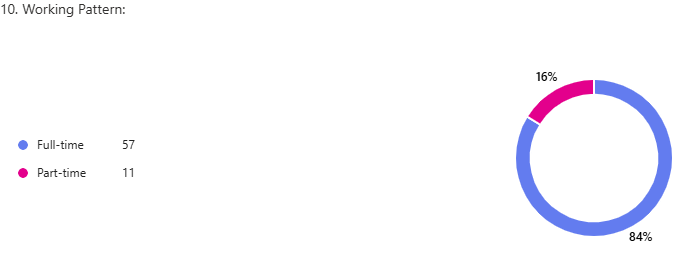 10. Working Pattern:
16%
Full-time 57
Part-time 11
84%